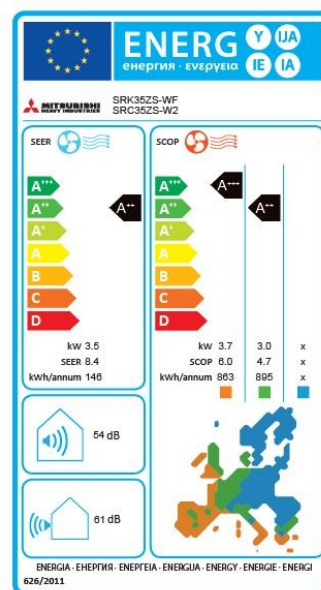 ENERG Y IJA
енергия · ενεργεια IE IA
MITSUBISHI
HEAVY INDUSTRIES
SRK35ZS-WF
SRC35ZS-W2
SEER
SCOP
A+++ A+++ A+++
A++ A++ A++ A++
A+ A+
A A
B B
C C
D D
kW 3.5 kW 3.7 3.0 x
SEER 8.4 SCOP 6.0 4.7 x
kWh/annum 146 kWh/annum 863 895 x
54 dB
61 dB
ENERGIA · ЕНЕРГИЯ · ΕΝΕΡΓΕΙΑ · ENERGIJA · ENERGY · ENERGIE · ENERGI
626/2011